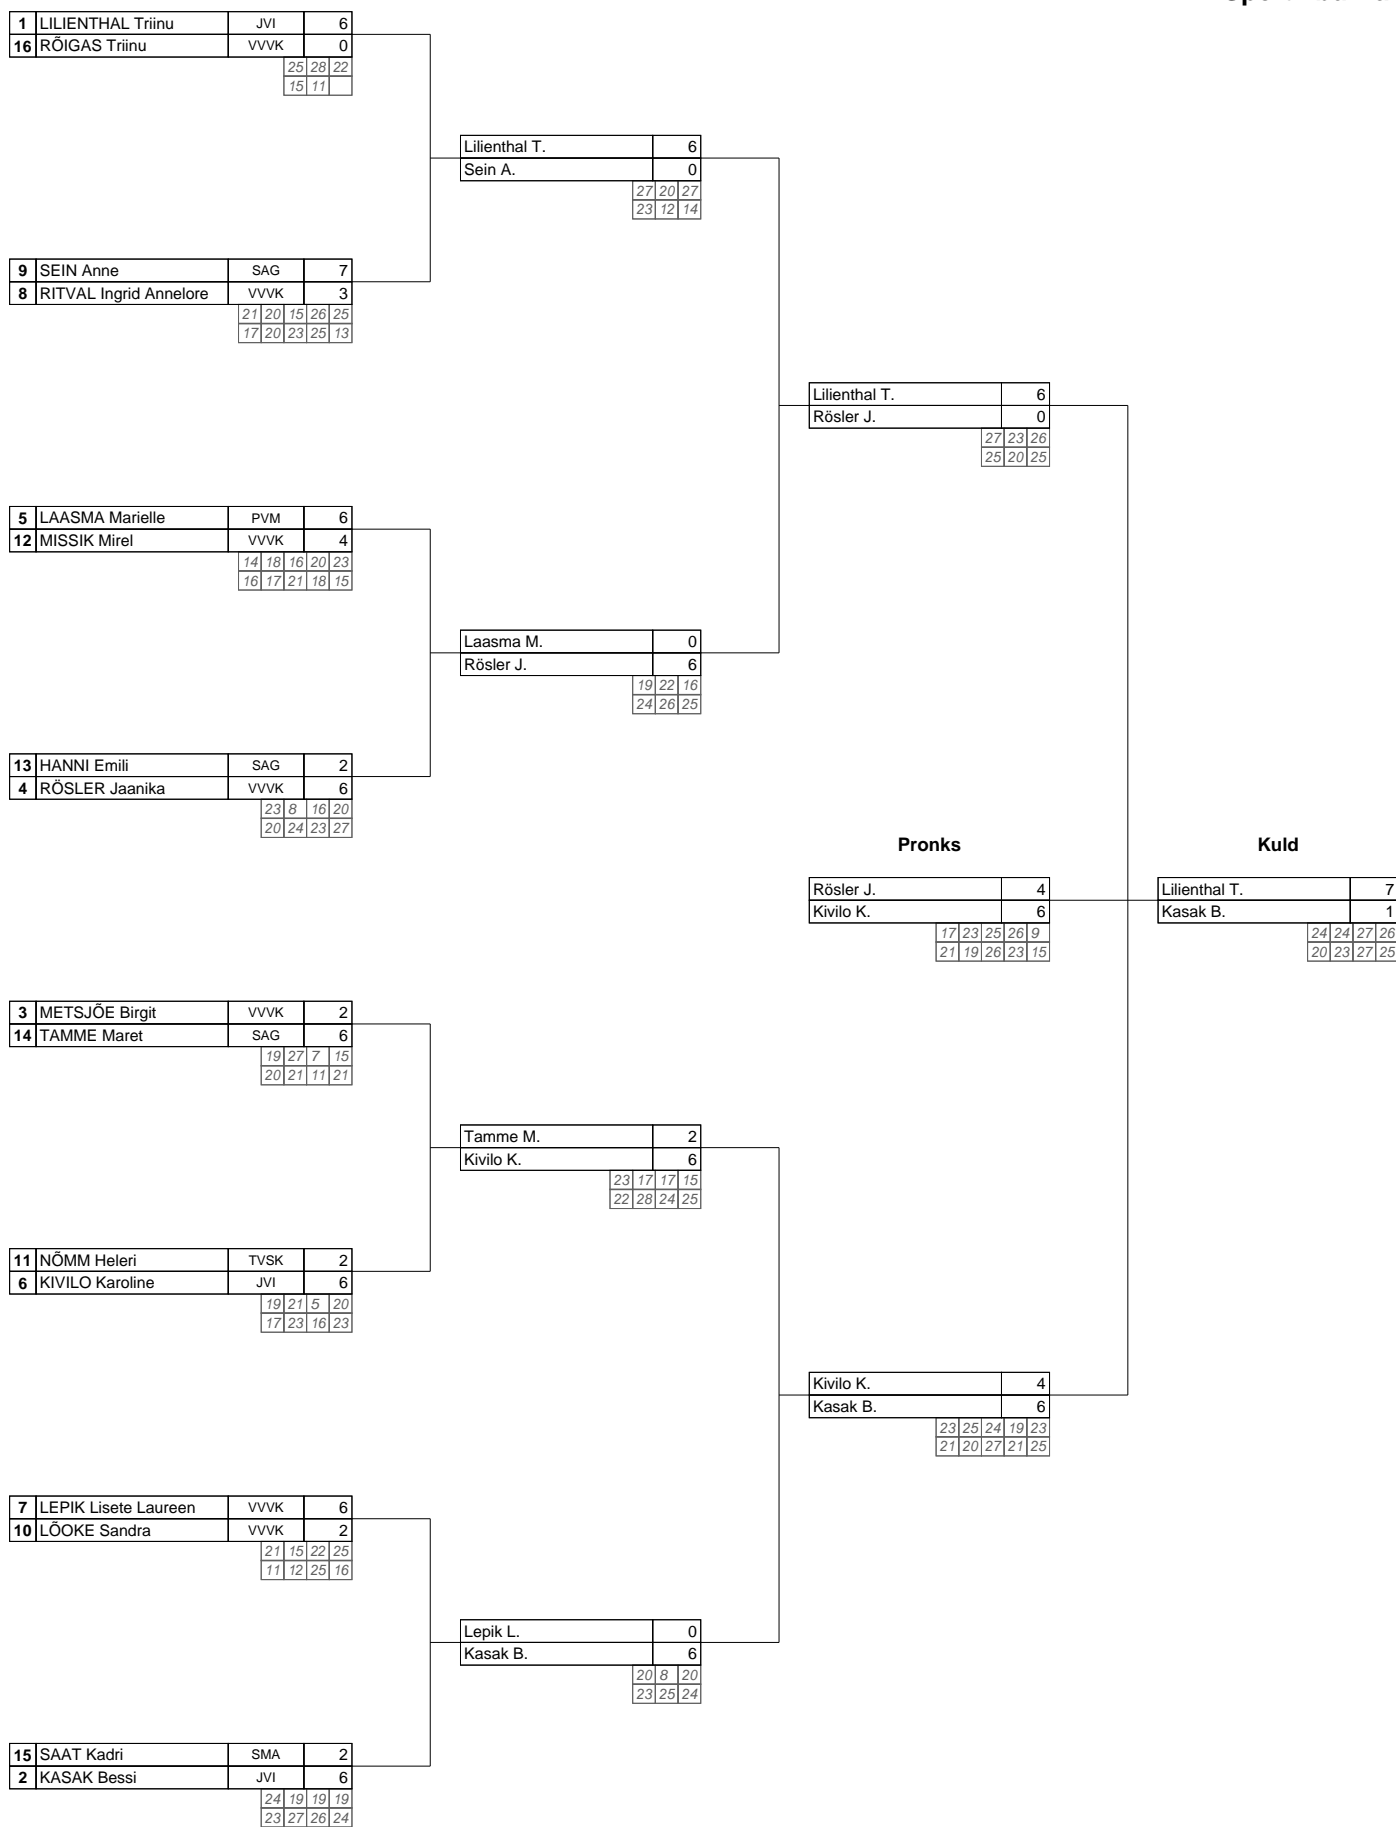 1 LILIENTHAL Triinu JVI 6
16 RÕIGAS Triinu VVVK 0
25 28 22
15 11
Lilienthal T. 6
Sein A. 0
27 20 27
23 12 14
9 SEIN Anne SAG 7
8 RITVAL Ingrid Annelore VVVK 3
21 20 15 26 25
17 20 23 25 13
Lilienthal T. 6
Rösler J. 0
27 23 26
25 20 25
5 LAASMA Marielle PVM 6
12 MISSIK Mirel VVVK 4
14 18 16 20 23
16 17 21 18 15
Laasma M. 0
Rösler J. 6
19 22 16
24 26 25
13 HANNI Emili SAG 2
4 RÖSLER Jaanika VVVK 6
23 8 16 20
20 24 23 27
Pronks Kuld
Rösler J. 4 Lilienthal T. 7
Kivilo K. 6 Kasak B. 1
17 23 25 26 9 24 24 27 26
21 19 26 23 15 20 23 27 25
3 METSJÕE Birgit VVVK 2
14 TAMME Maret SAG 6
19 27 7 15
20 21 11 21
Tamme M. 2
Kivilo K. 6
23 17 17 15
22 28 24 25
11 NÕMM Heleri TVSK 2
6 KIVILO Karoline JVI 6
19 21 5 20
17 23 16 23
Kivilo K. 4
Kasak B. 6
23 25 24 19 23
21 20 27 21 25
7 LEPIK Lisete Laureen VVVK 6
10 LÕOKE Sandra VVVK 2
21 15 22 25
11 12 25 16
Lepik L. 0
Kasak B. 6
20 8 20
23 25 24
15 SAAT Kadri SMA 2
2 KASAK Bessi JVI 6
24 19 19 19
23 27 26 24